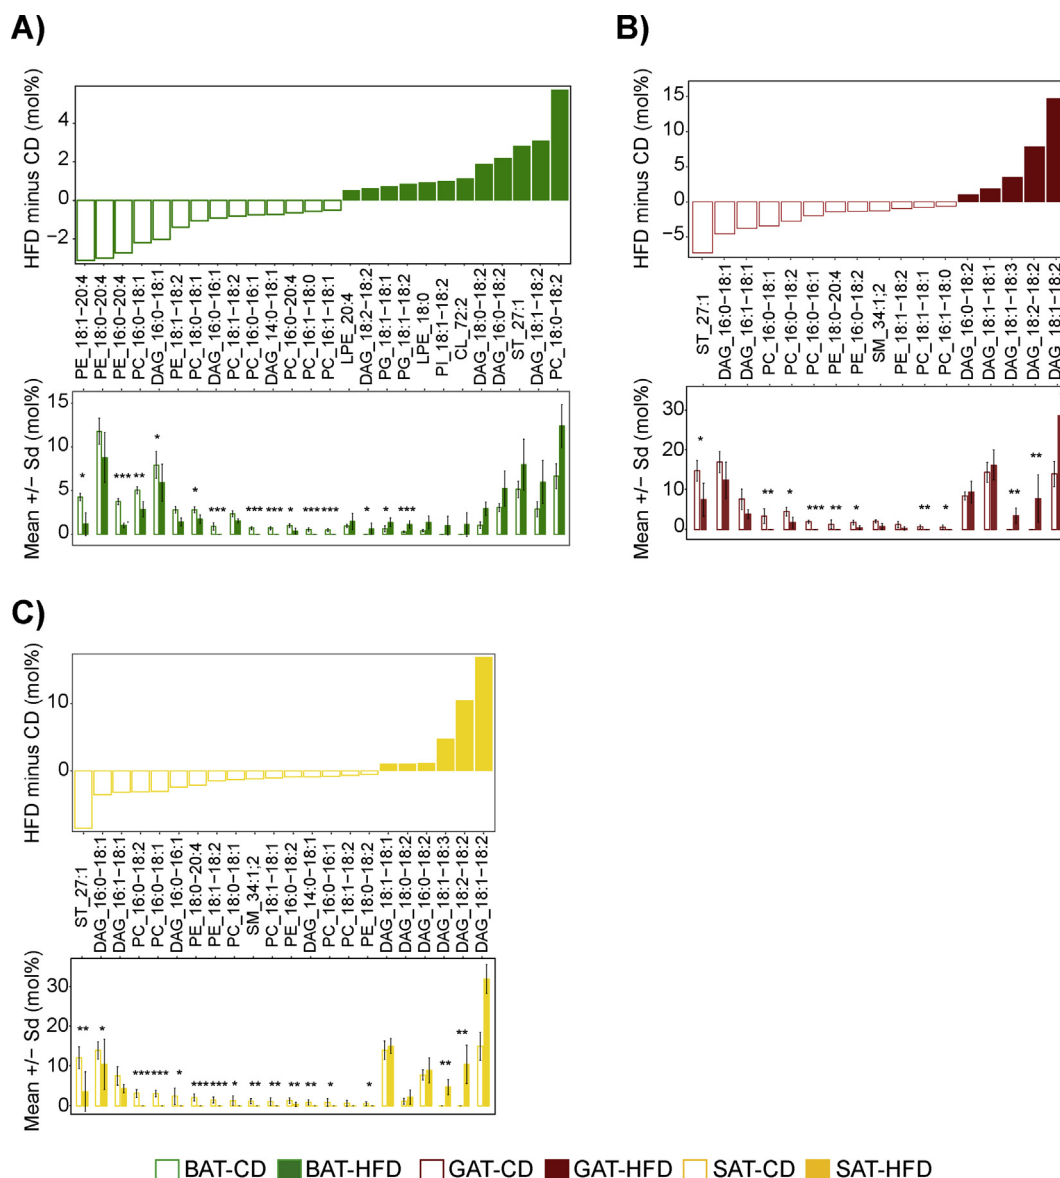 A)
HFD minus CD (mol%)
4
2
0
−2
PE_18:1−20:4
PE_18:0−20:4
PE_16:0−20:4
PC_16:0−18:1
DAG_16:0−18:1
PE_18:1−18:2
PC_18:0−18:1
DAG_16:0−16:1
PC_18:1−18:2
PC_16:0−16:1
DAG_14:0−18:1
PC_16:0−20:4
PC_16:1−18:0
PC_16:1−18:1
LPE_20:4
DAG_18:2−18:2
PG_18:1−18:1
PG_18:1−18:2
LPE_18:0
PI_18:1−18:2
CL_72:2
DAG_18:0−18:2
DAG_16:0−18:2
ST_27:1
DAG_18:1−18:2
PC_18:0−18:2
Mean +/− Sd (mol%)
15
10
5
0
* *** ** * * *** *** *** * *** *** * * ***
B)
HFD minus CD (mol%)
15
10
5
0
−5
ST_27:1
DAG_16:0−18:1
DAG_16:1−18:1
PC_16:0−18:1
PC_16:0−18:2
DAG_16:0−16:1
PE_18:0−20:4
PE_16:0−18:2
SM_34:1;2
PE_18:1−18:2
PC_18:1−18:1
PC_16:1−18:0
DAG_16:0−18:2
DAG_18:1−18:1
DAG_18:1−18:3
DAG_18:2−18:2
DAG_18:1−18:2
Mean +/− Sd (mol%)
30
20
10
0
* ** * *** ** * ** * ** **
C)
HFD minus CD (mol%)
10
0
ST_27:1
DAG_16:0−18:1
DAG_16:1−18:1
PC_16:0−18:2
PC_16:0−18:1
DAG_16:0−16:1
PE_18:0−20:4
PE_18:1−18:2
PC_18:0−18:1
SM_34:1;2
PC_18:1−18:1
PE_16:0−18:2
DAG_14:0−18:1
PC_16:0−16:1
PC_18:1−18:2
PE_18:0−18:2
DAG_18:1−18:1
DAG_18:0−18:2
DAG_16:0−18:2
DAG_18:1−18:3
DAG_18:2−18:2
DAG_18:1−18:2
Mean +/− Sd (mol%)
30
20
10
0
** * *** *** * *** *** * ** ** ** ** * * ** **
BAT-CD BAT-HFD GAT-CD GAT-HFD SAT-CD SAT-HFD